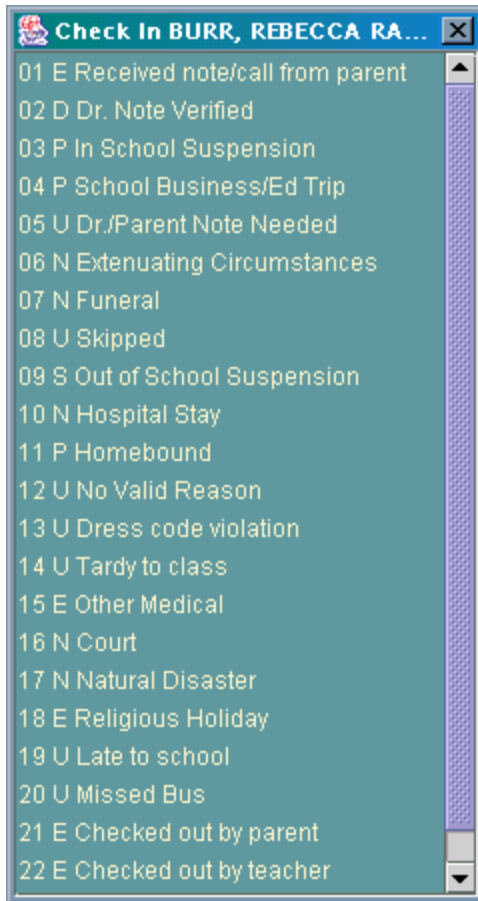 Check In BURR, REBECCA RA...
01 E Received note/call from parent
02 D Dr. Note Verified
03 P In School Suspension
04 P School Business/Ed Trip
05 U Dr./Parent Note Needed
06 N Extenuating Circumstances
07 N Funeral
08 U Skipped
09 S Out of School Suspension
10 N Hospital Stay
11 P Homebound
12 U No Valid Reason
13 U Dress code violation
14 U Tardy to class
15 E Other Medical
16 N Court
17 N Natural Disaster
18 E Religious Holiday
19 U Late to school
20 U Missed Bus
21 E Checked out by parent
22 E Checked out by teacher